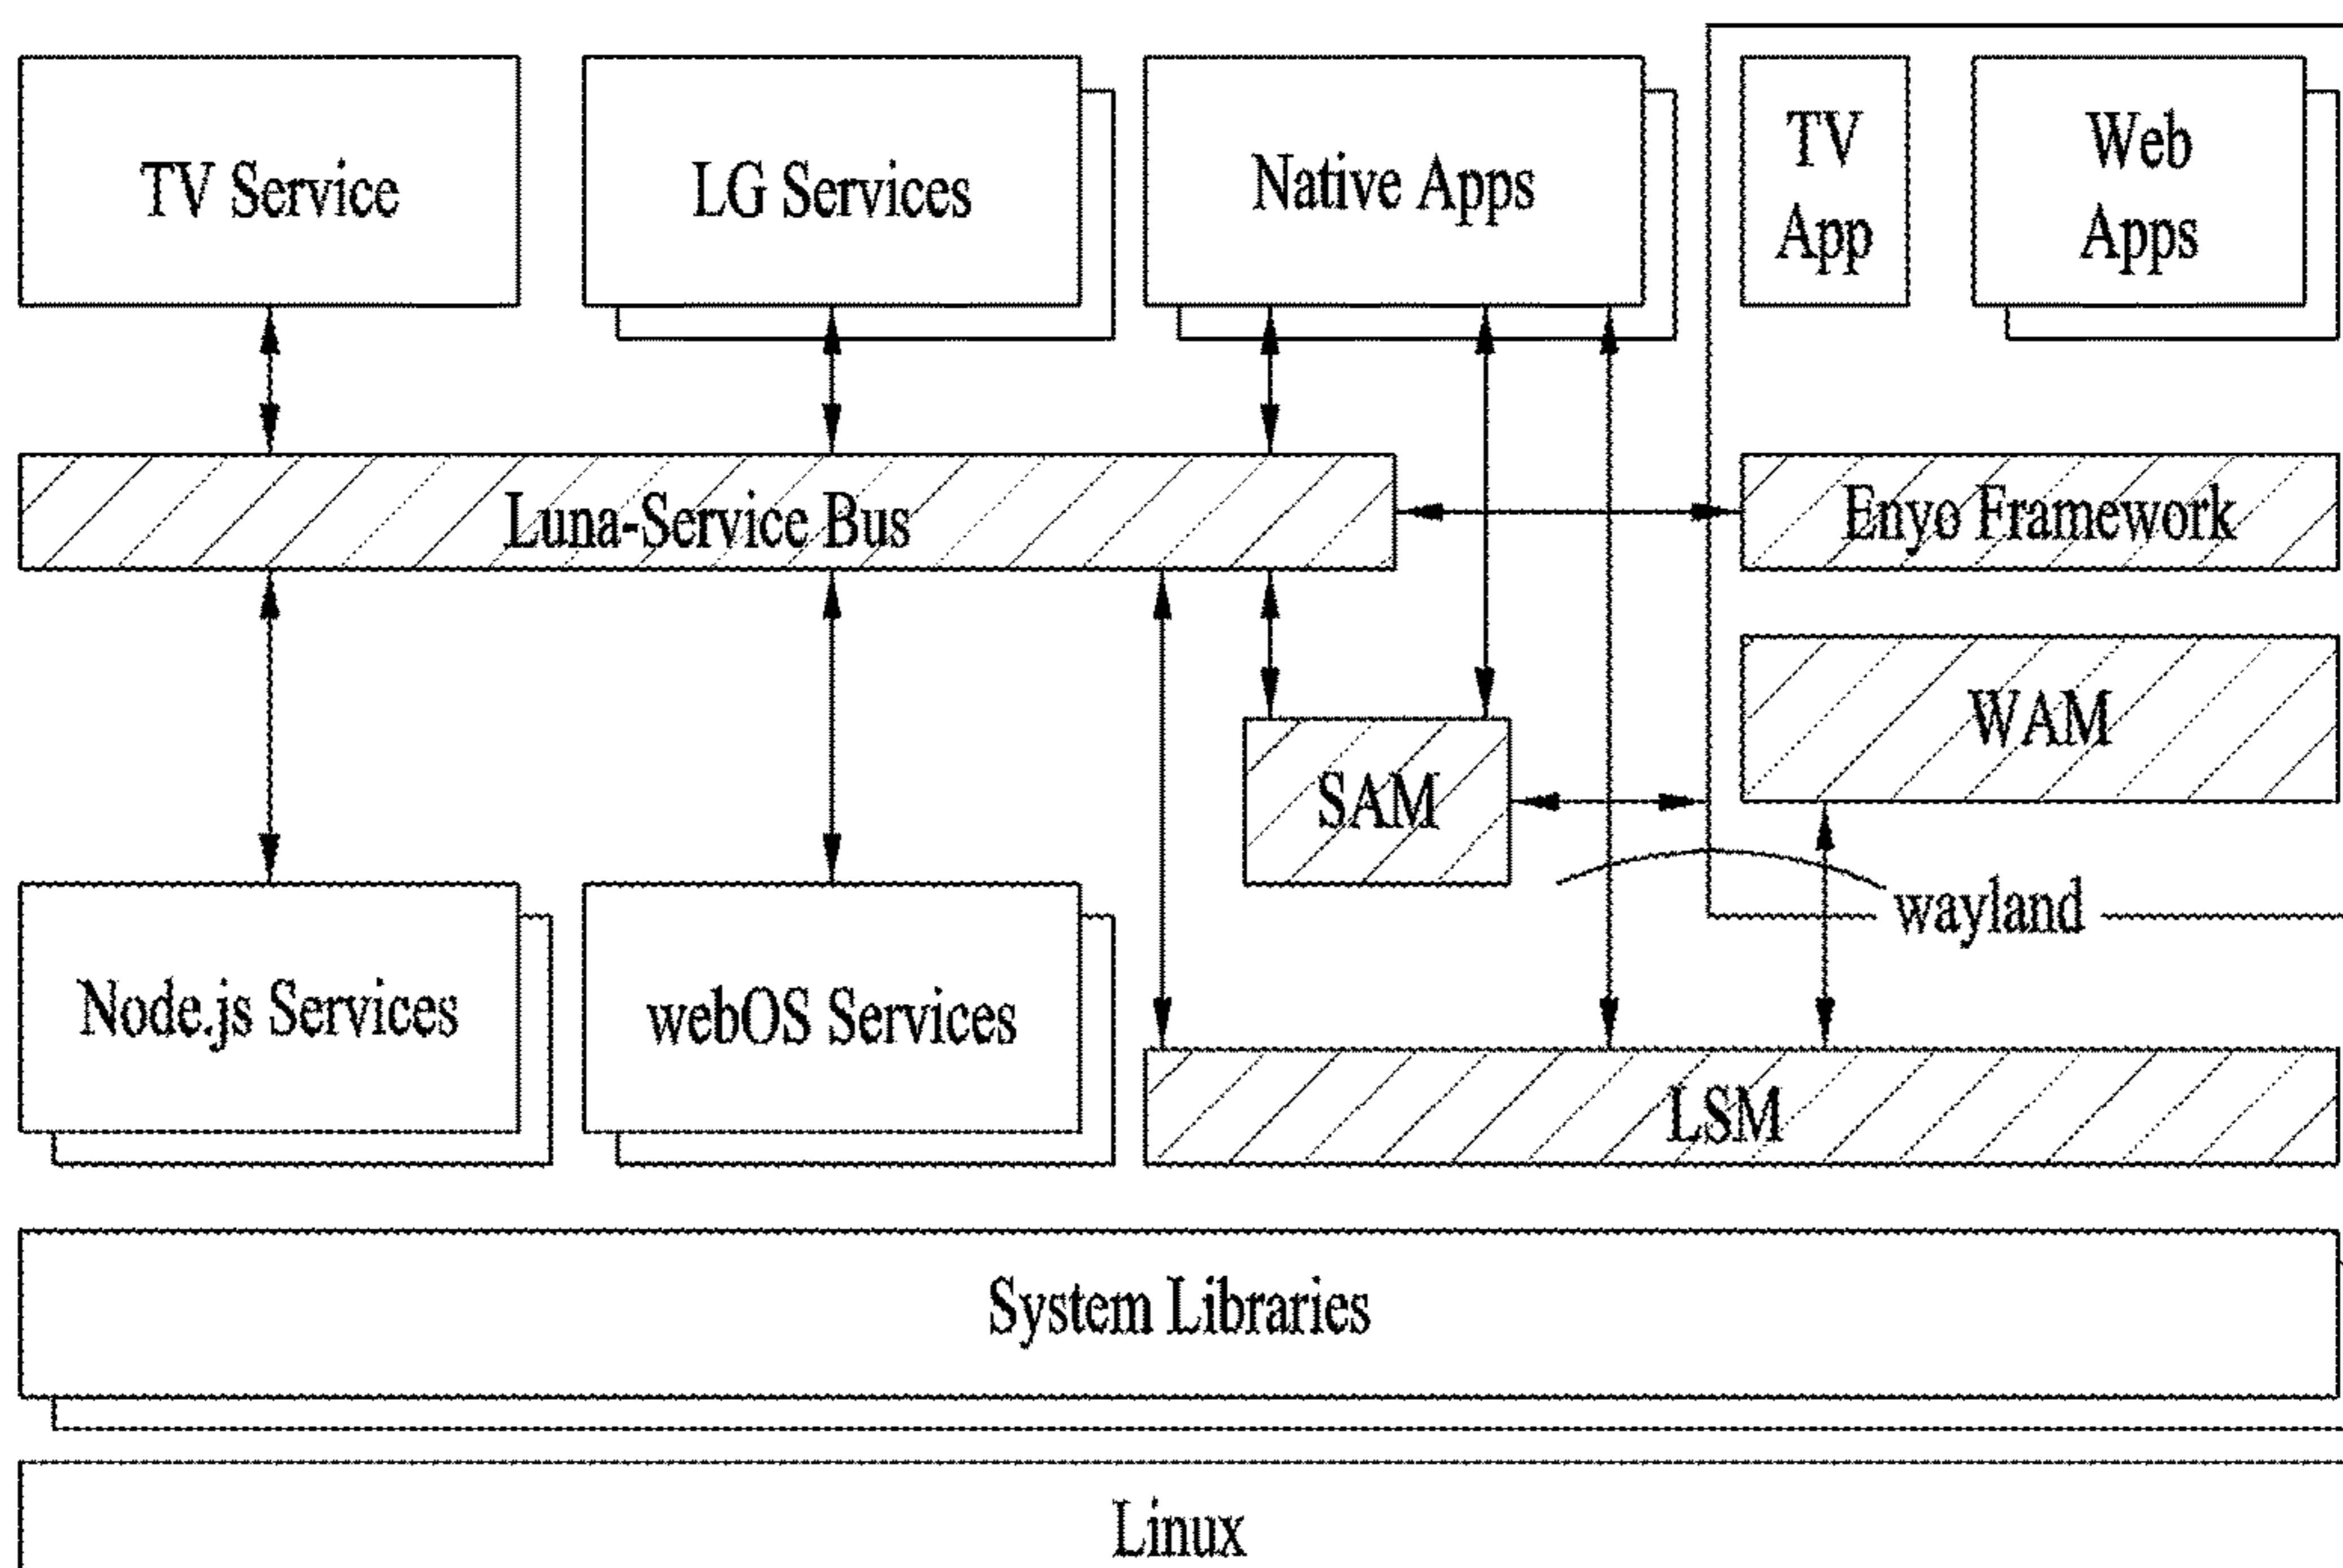 TV Service
LG Services
Native Apps
TV
App
Web
Apps
Luna-Service Bus
Enyo Framework
WAM
SAM
wayland
Node.js Services
webOS Services
LSM
System Libraries
Linux